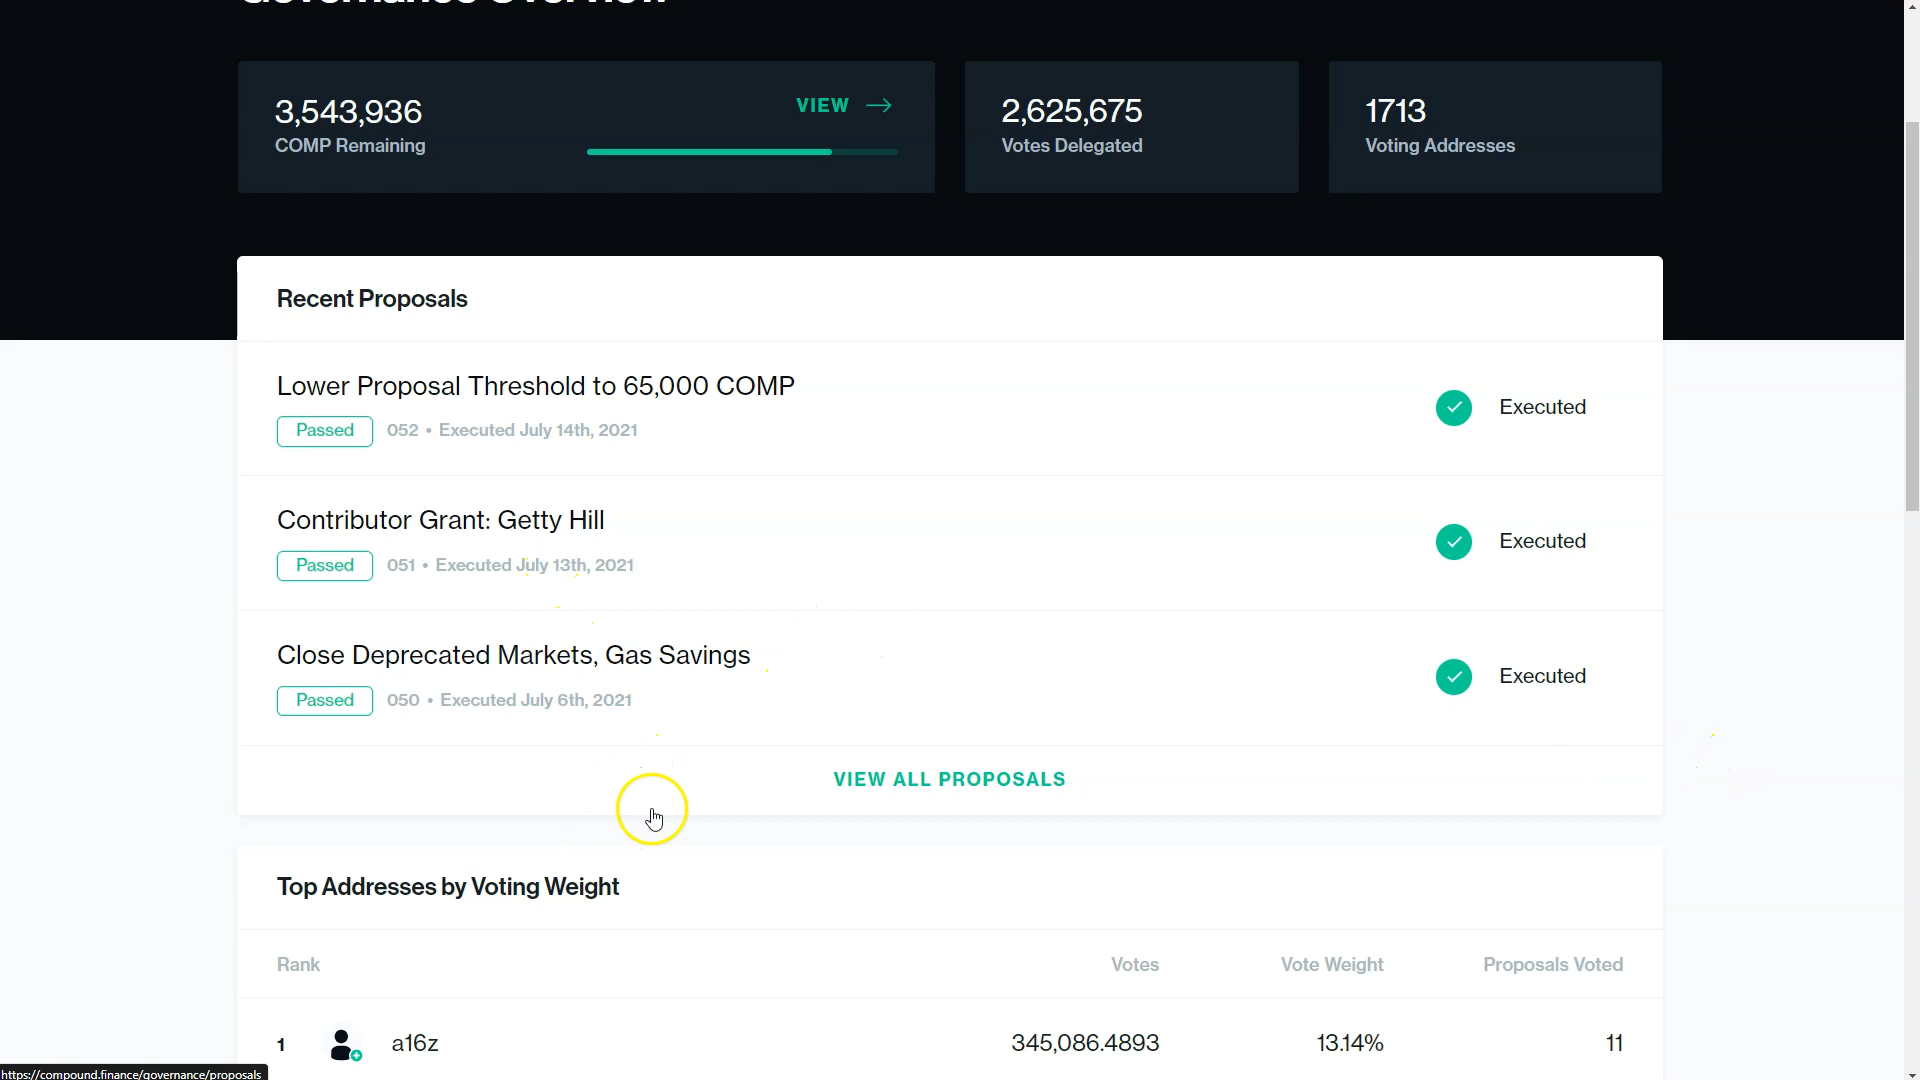 Governance Overview
3,543,936
COMP Remaining
VIEW
2,625,675
Votes Delegated
1713
Voting Addresses
Recent Proposals
Lower Proposal Threshold to 65,000 COMP
Passed 052 • Executed July 14th, 2021
Executed
Contributor Grant: Getty Hill
Passed 051 • Executed July 13th, 2021
Executed
Close Deprecated Markets, Gas Savings
Passed 050 • Executed July 6th, 2021
Executed
VIEW ALL PROPOSALS
Top Addresses by Voting Weight
Rank Votes Vote Weight Proposals Voted
1 a16z 345,086.4893 13.14% 11
https://compound.finance/governance/proposals